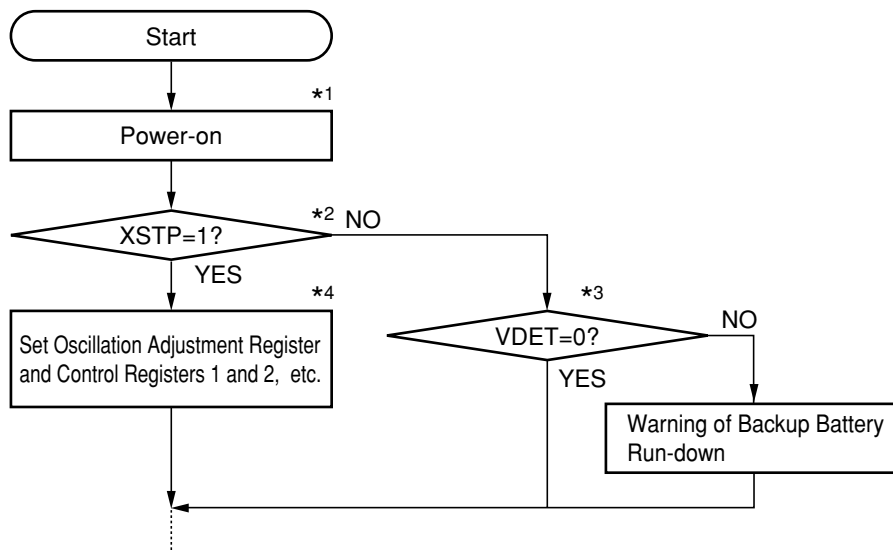 Start
*1
Power-on
*2
XSTP=1?
NO
YES
*4
Set Oscillation Adjustment Register
and Control Registers 1 and 2, etc.
*3
VDET=0?
NO
YES
Warning of Backup Battery
Run-down